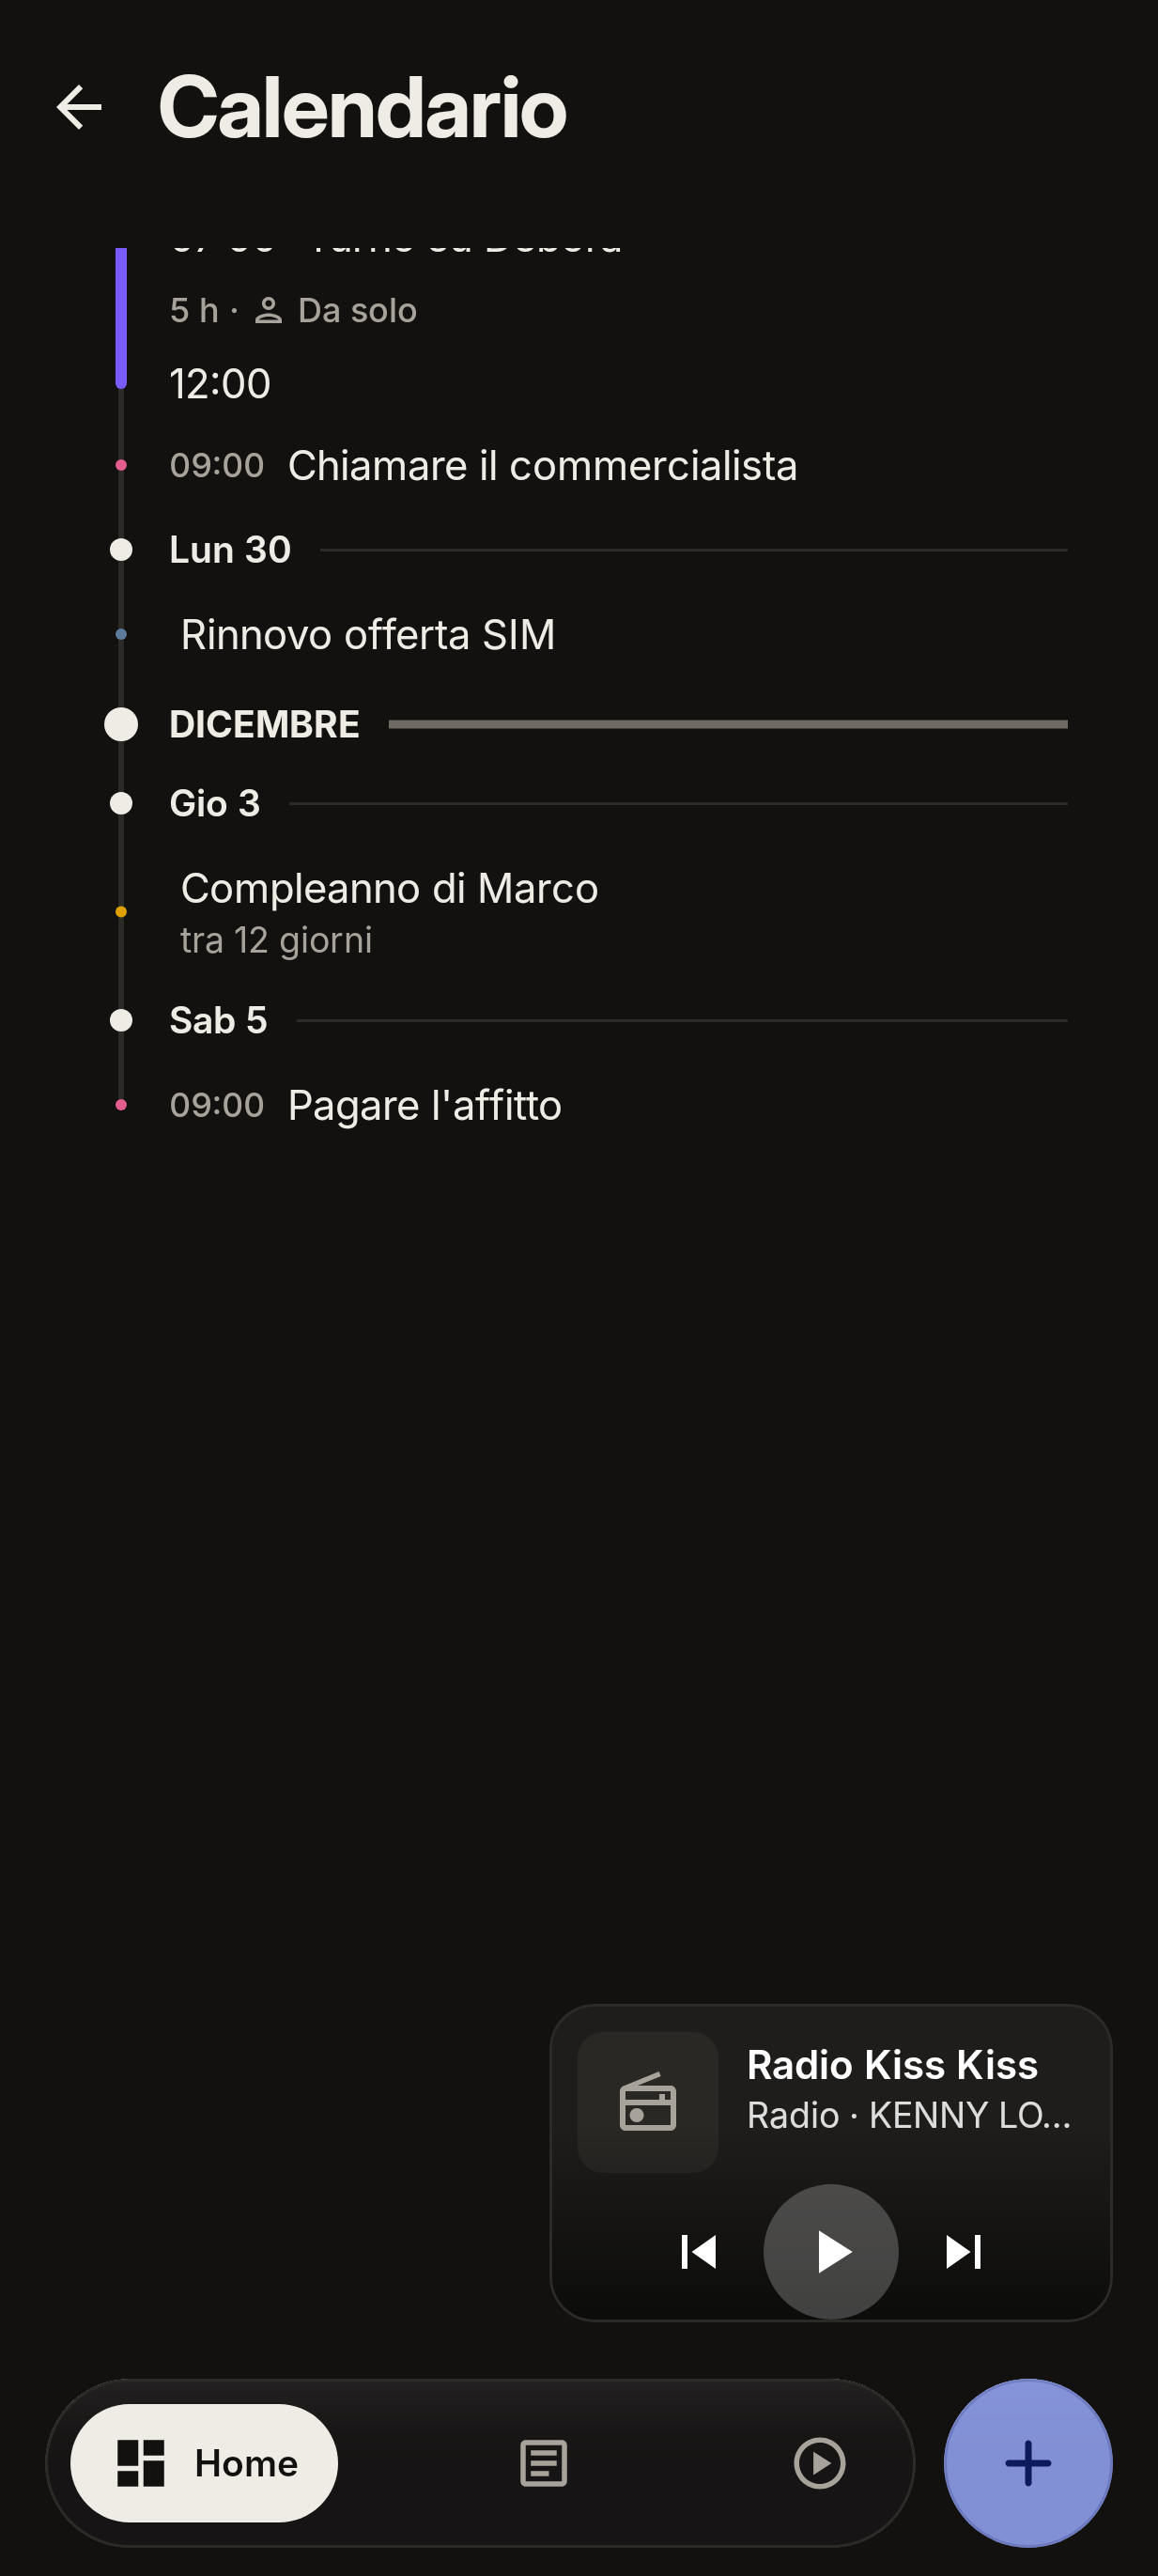 Calendario
5 h · Da solo
12:00
09:00 Chiamare il commercialista
Lun 30
Rinnovo offerta SIM
DICEMBRE
Gio 3
Compleanno di Marco
tra 12 giorni
Sab 5
09:00 Pagare l'affitto
Radio Kiss Kiss
Radio · KENNY LO...
Home